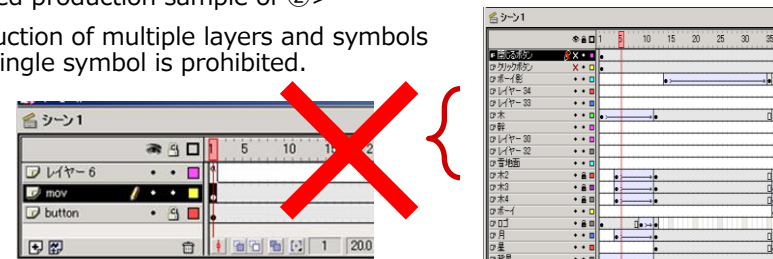 ed production sample of ②>
uction of multiple layers and symbols
ingle symbol is prohibited.
シーン1
1 5 10 15 2
レイヤー 6
mov
button
1 20.0
シーン1
1 5 10 15 20 25 30 35
閉じるボタン
クリックボタン
ボーイ影
レイヤー 34
レイヤー 33
木
幹
レイヤー 30
レイヤー 32
雪地面
木2
木3
木4
ボーイ
ロゴ
月
星
背景